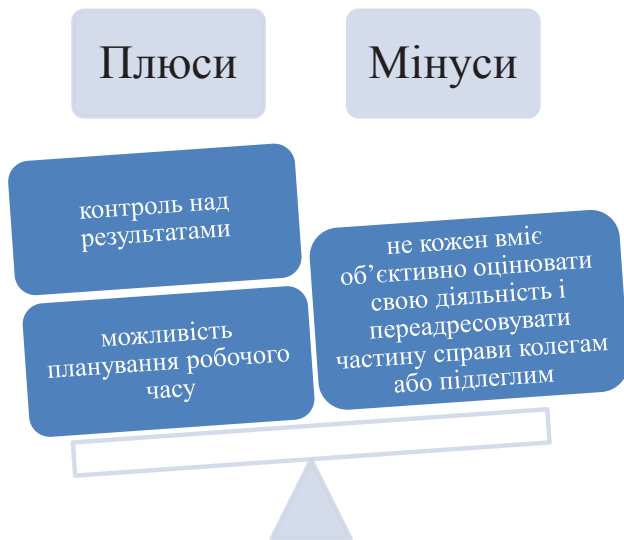 Плюси
Мінуси
контроль над
результатами
можливість
планування робочого
часу
не кожен вміє
об’єктивно оцінювати
свою діяльність і
переадресовувати
частину справи колегам
або підлеглим